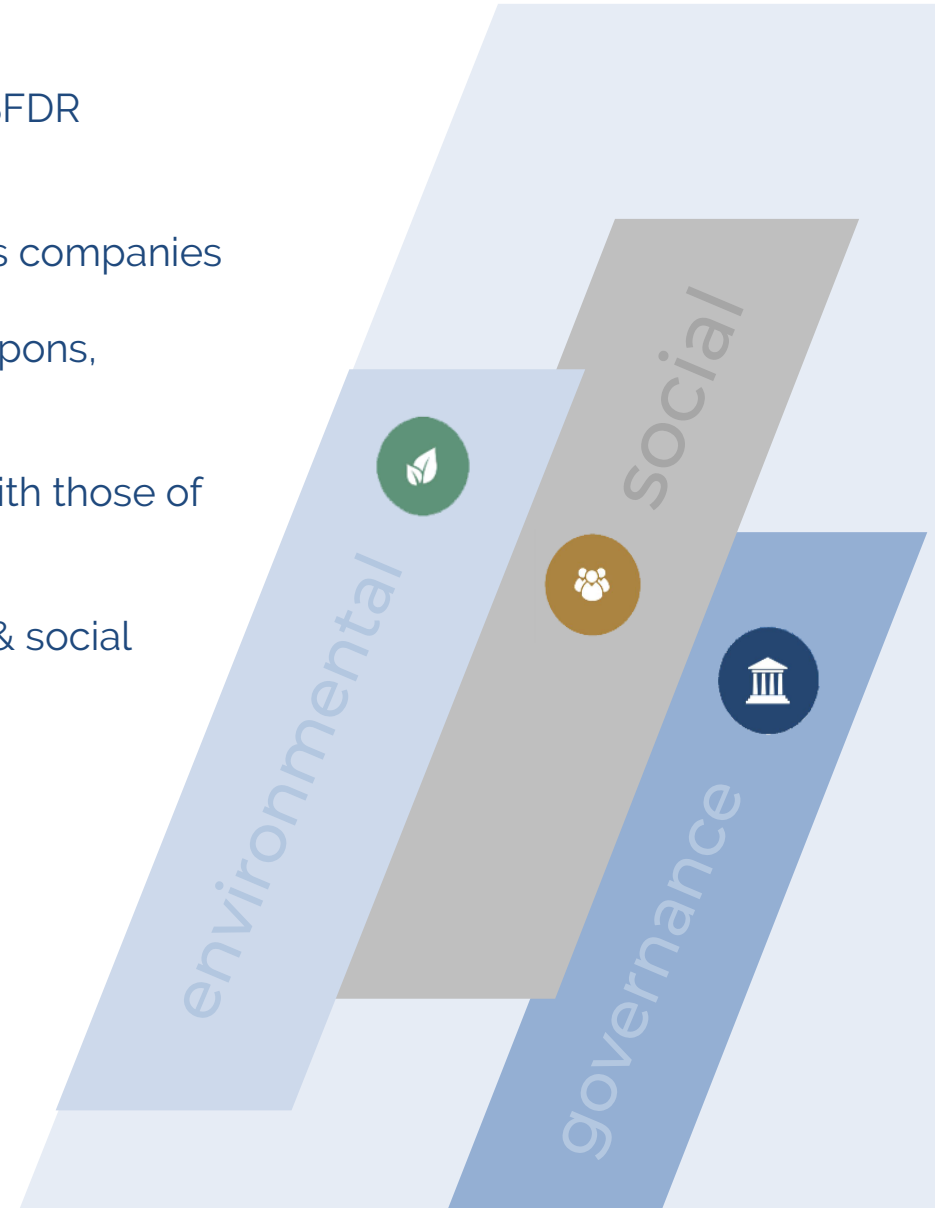 FDR
s companies
pons,
ith those of
& social
social
environmental
governance